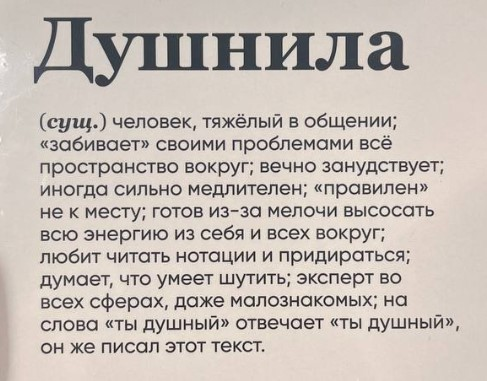 Душнила
(сущ.) человек, тяжёлый в общении;
«забивает» своими проблемами всё
пространство вокруг; вечно занудствует;
иногда сильно медлителен; «правилен»
не к месту; готов из-за мелочи высосать
всю энергию из себя и всех вокруг;
любит читать нотации и придираться;
думает, что умеет шутить; эксперт во
всех сферах, даже малознакомых; на
слова «ты душный» отвечает «ты душный»,
он же писал этот текст.